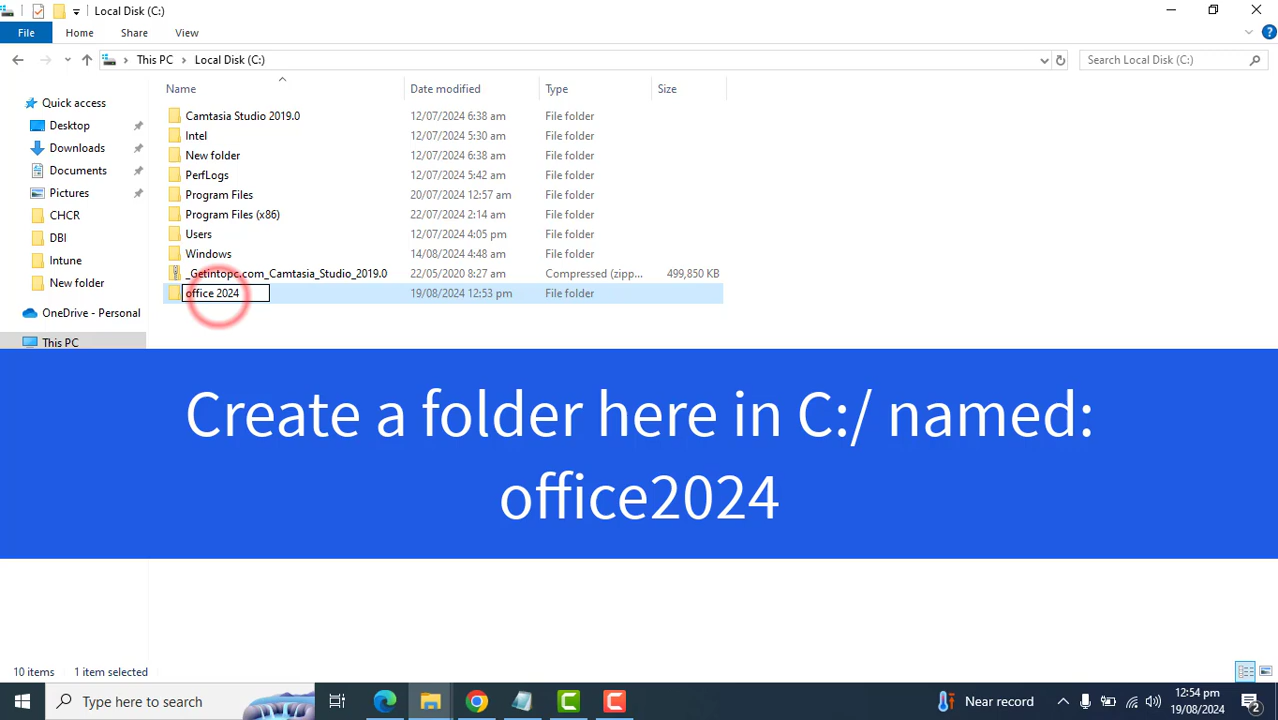 Local Disk (C:)
File
Home
Share
View
This PC
Local Disk (C:)
Search Local Disk (C:)
Name
Date modified
Type
Size
Quick access
Desktop
Downloads
Documents
Pictures
CHCR
DBI
Intune
New folder
OneDrive - Personal
This PC
Camtasia Studio 2019.0 12/07/2024 6:38 am File folder
Intel 12/07/2024 5:30 am File folder
New folder 12/07/2024 6:38 am File folder
PerfLogs 12/07/2024 5:42 am File folder
Program Files 20/07/2024 12:57 am File folder
Program Files (x86) 22/07/2024 2:14 am File folder
Users 12/07/2024 4:05 pm File folder
Windows 14/08/2024 4:48 am File folder
_Getintopc.com_Camtasia_Studio_2019.0 22/05/2020 8:27 am Compressed (zipp... 499,850 KB
office 2024 19/08/2024 12:53 pm File folder
Create a folder here in C:/ named:
office2024
10 items
1 item selected
Type here to search
Near record
12:54 pm
19/08/2024
2